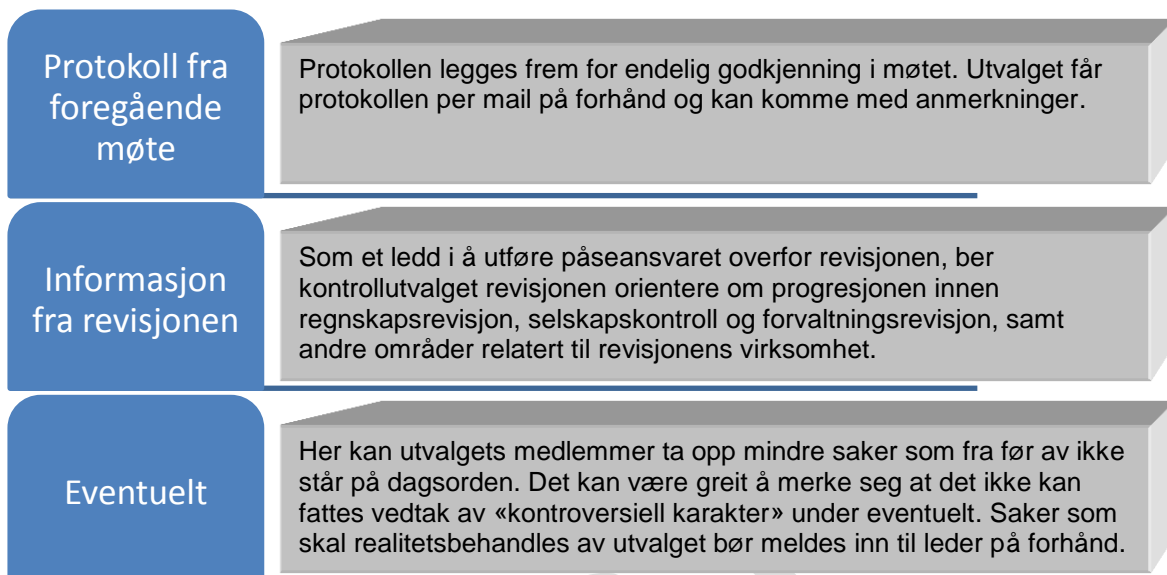 Protokoll fra
foregående
møte
Protokollen legges frem for endelig godkjenning i møtet. Utvalget får
protokollen per mail på forhånd og kan komme med anmerkninger.
Informasjon
fra revisjonen
Som et ledd i å utføre påseansvaret overfor revisjonen, ber
kontrollutvalget revisjonen orientere om progresjonen innen
regnskapsrevisjon, selskapskontroll og forvaltningsrevisjon, samt
andre områder relatert til revisjonens virksomhet.
Eventuelt
Her kan utvalgets medlemmer ta opp mindre saker som fra før av ikke
står på dagsorden. Det kan være greit å merke seg at det ikke kan
fattes vedtak av «kontroversiell karakter» under eventuelt. Saker som
skal realitetsbehandles av utvalget bør meldes inn til leder på forhånd.